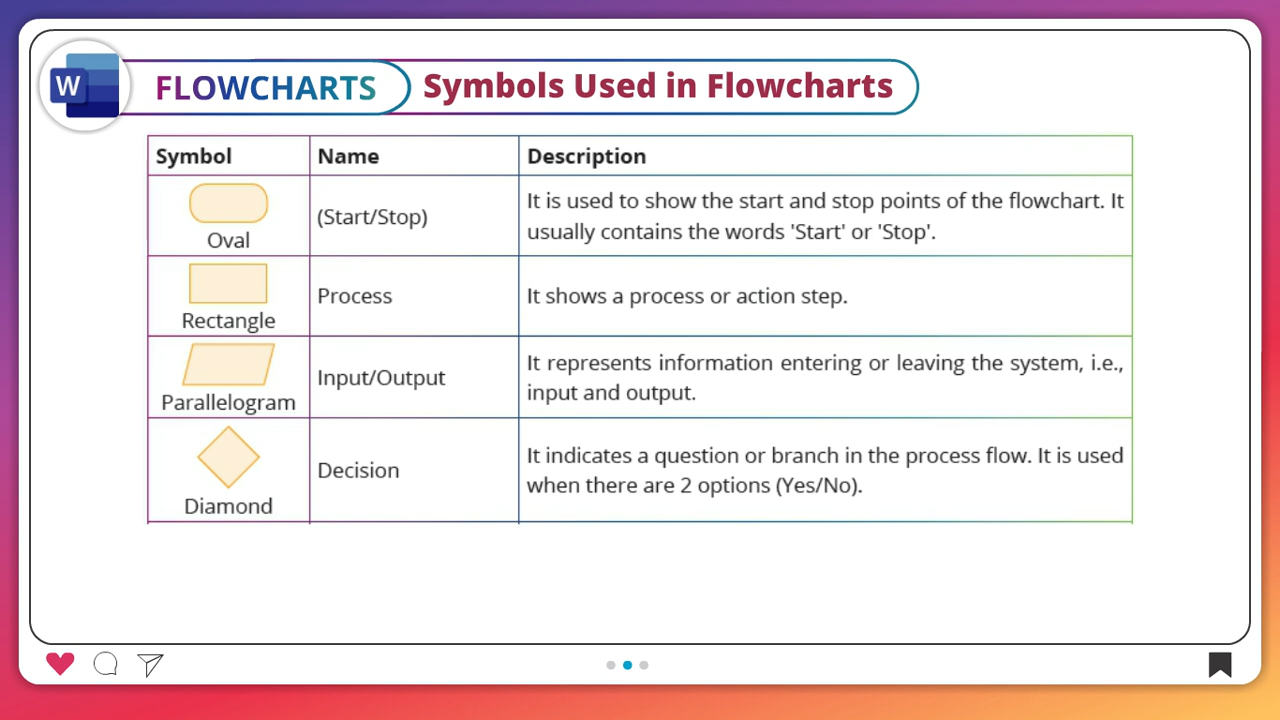 W
FLOWCHARTS
Symbols Used in Flowcharts
Symbol Name Description
Oval
(Start/Stop)
It is used to show the start and stop points of the flowchart. It
usually contains the words 'Start' or 'Stop'.
Rectangle
Process
It shows a process or action step.
Parallelogram
Input/Output
It represents information entering or leaving the system, i.e.,
input and output.
Diamond
Decision
It indicates a question or branch in the process flow. It is used
when there are 2 options (Yes/No).